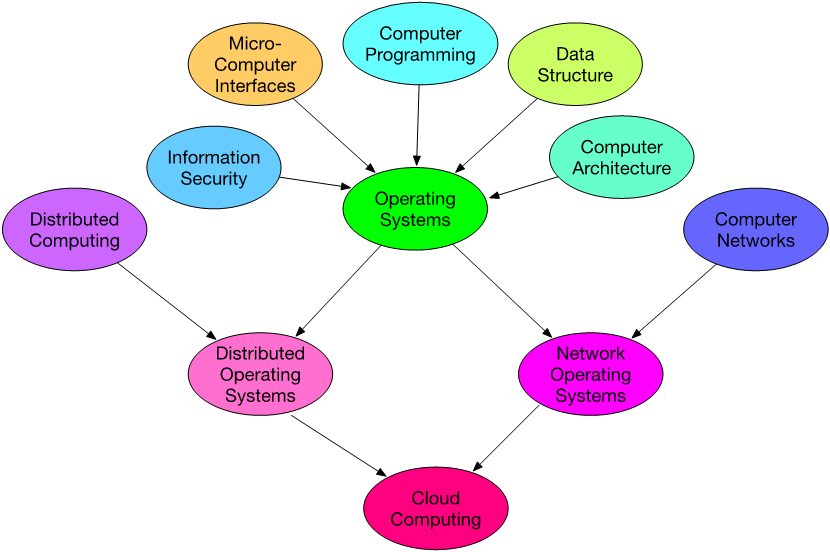 Micro-
Computer
Interfaces
Computer
Programming
Data
Structure
Information
Security
Operating
Systems
Computer
Architecture
Distributed
Computing
Computer
Networks
Distributed
Operating
Systems
Network
Operating
Systems
Cloud
Computing